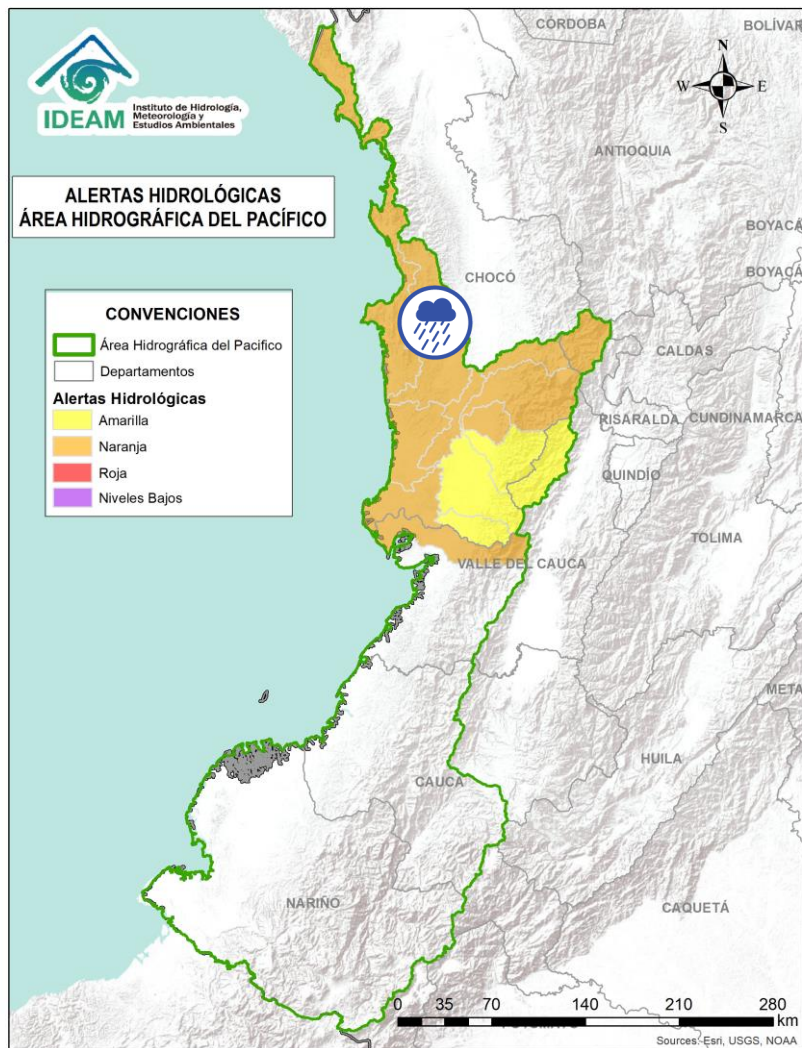 CÓRDOBA
BOLÍVAR
IDEAM
Instituto de Hidrología,
Meteorología y
Estudios Ambientales
N
W
E
S
ANTIOQUIA
ALERTAS HIDROLÓGICAS
ÁREA HIDROGRÁFICA DEL PACÍFICO
BOYACÁ
BOYACÁ
CHOCÓ
CONVENCIONES
Área Hidrográfica del Pacifico
Departamentos
Alertas Hidrológicas
Amarilla
Naranja
Roja
Niveles Bajos
CALDAS
RISARALDA
CUNDINAMARCA
QUINDÍO
TOLIMA
VALLE DEL CAUCA
META
HUILA
CAUCA
NARIÑO
CAQUETÁ
0 35 70 140 210 280
km
Sources: Esri, USGS, NOAA